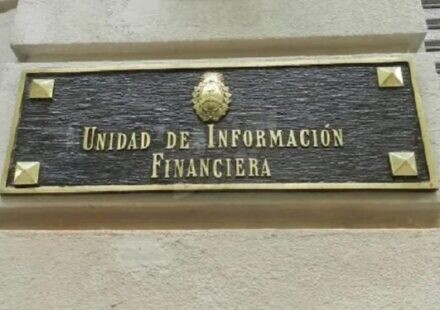 UNIDAD DE INFORMACIÓN
FINANCIERA